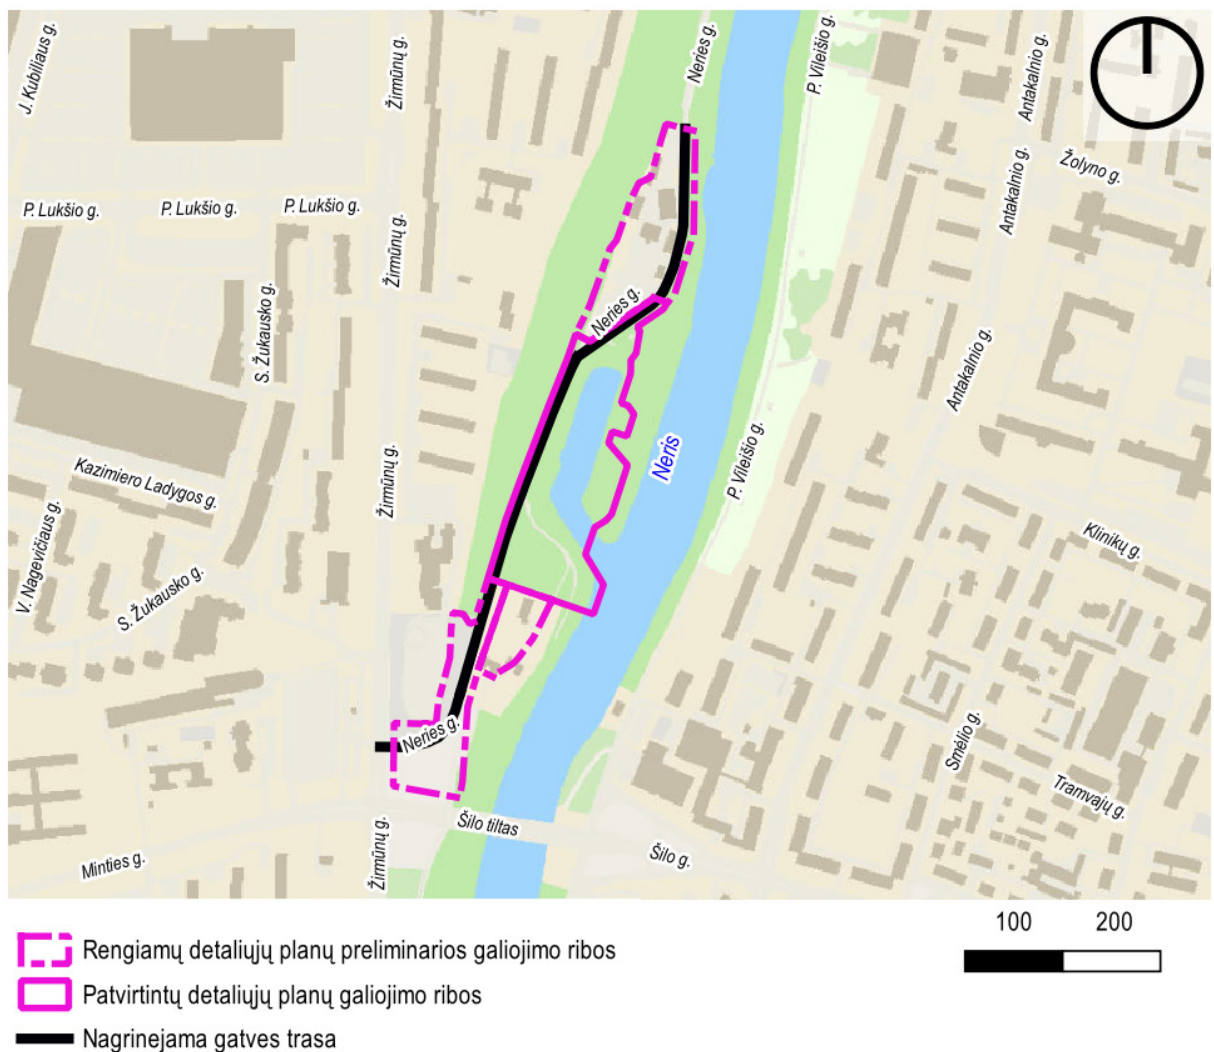 J. Kubiliaus g.
Žirmūnų g.
Neries g.
P. Vileišio g.
Antakalnio g.
Žolyno g.
Antakalnio g.
P. Lukšio g.
P. Lukšio g.
P. Lukšio g.
Žirmūnų g.
S. Žukausko g.
Neries g.
Antakalnio g.
Kazimiero Ladygos g.
Žirmūnų g.
Neris
P. Vileišio g.
V. Nagevičiaus g.
S. Žukausko g.
Klinikų g.
Neries g.
Smėlio g.
Tramvajų g.
Šilo tiltas
Žirmūnų g.
Minties g.
Šilo g.
100 200
Rengiamų detaliųjų planų preliminarios galiojimo ribos
Patvirtintų detaliųjų planų galiojimo ribos
Nagrinejama gatves trasa